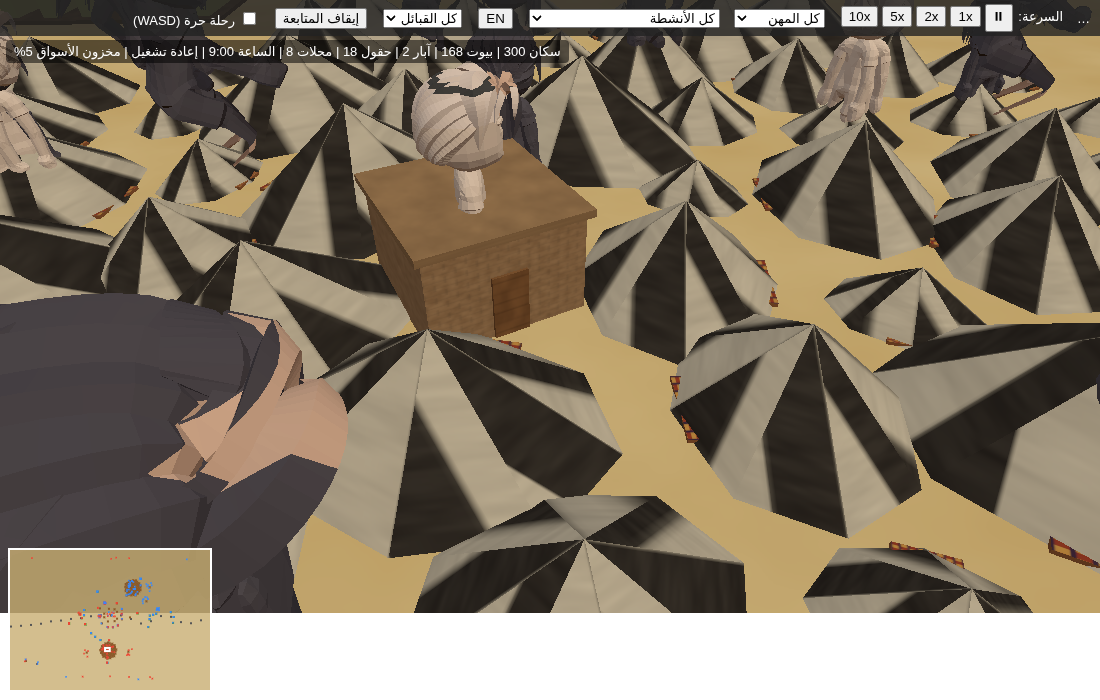 ... السرعة: ⏸ 1x 2x 5x 10x كل المهن كل الأنشطة EN كل القبائل إيقاف المتابعة رحلة حرة (WASD)
سكان 300 | بيوت 168 | آبار 2 | حقول 18 | محلات 8 | الساعة 9:00 | إعادة تشغيل | مخزون الأسواق 5%